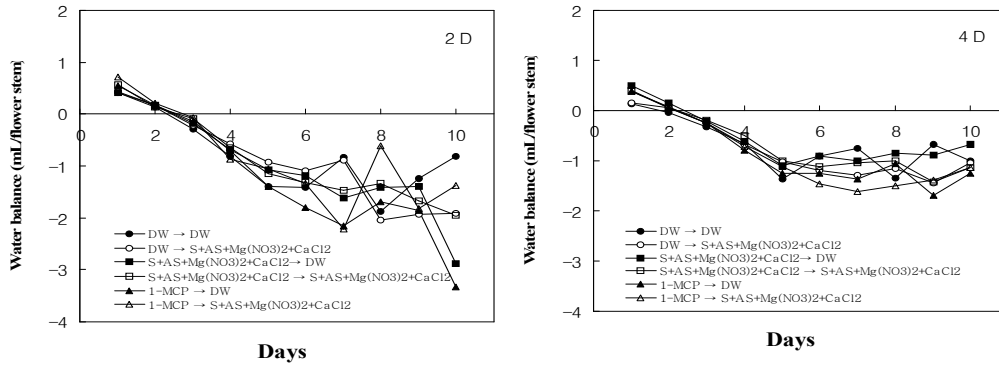 2 D
2
1
0
−1
−2
−3
−4
0 2 4 6 8 10
Water balance (mL/flower stem)
DW → DW
DW → S+AS+Mg(NO3)2+CaCl2
S+AS+Mg(NO3)2+CaCl2→ DW
S+AS+Mg(NO3)2+CaCl2 → S+AS+Mg(NO3)2+CaCl2
1-MCP → DW
1-MCP → S+AS+Mg(NO3)2+CaCl2
Days
4 D
2
1
0
−1
−2
−3
−4
0 2 4 6 8 10
Water balance (mL/flower stem)
DW → DW
DW → S+AS+Mg(NO3)2+CaCl2
S+AS+Mg(NO3)2+CaCl2→ DW
S+AS+Mg(NO3)2+CaCl2 → S+AS+Mg(NO3)2+CaCl2
1-MCP → DW
1-MCP → S+AS+Mg(NO3)2+CaCl2
Days